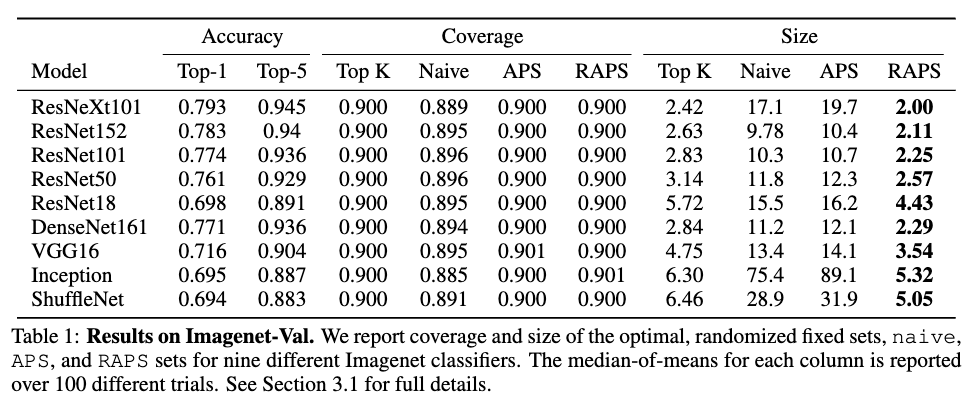 Accuracy Coverage Size
Model Top-1 Top-5 Top K Naive APS RAPS Top K Naive APS RAPS
ResNeXt101 0.793 0.945 0.900 0.889 0.900 0.900 2.42 17.1 19.7 2.00
ResNet152 0.783 0.94 0.900 0.895 0.900 0.900 2.63 9.78 10.4 2.11
ResNet101 0.774 0.936 0.900 0.896 0.900 0.900 2.83 10.3 10.7 2.25
ResNet50 0.761 0.929 0.900 0.896 0.900 0.900 3.14 11.8 12.3 2.57
ResNet18 0.698 0.891 0.900 0.895 0.900 0.900 5.72 15.5 16.2 4.43
DenseNet161 0.771 0.936 0.900 0.894 0.900 0.900 2.84 11.2 12.1 2.29
VGG16 0.716 0.904 0.900 0.895 0.901 0.900 4.75 13.4 14.1 3.54
Inception 0.695 0.887 0.900 0.885 0.900 0.901 6.30 75.4 89.1 5.32
ShuffleNet 0.694 0.883 0.900 0.891 0.900 0.900 6.46 28.9 31.9 5.05
Table 1: Results on Imagenet-Val. We report coverage and size of the optimal, randomized fixed sets, naive,
APS, and RAPS sets for nine different Imagenet classifiers. The median-of-means for each column is reported
over 100 different trials. See Section 3.1 for full details.